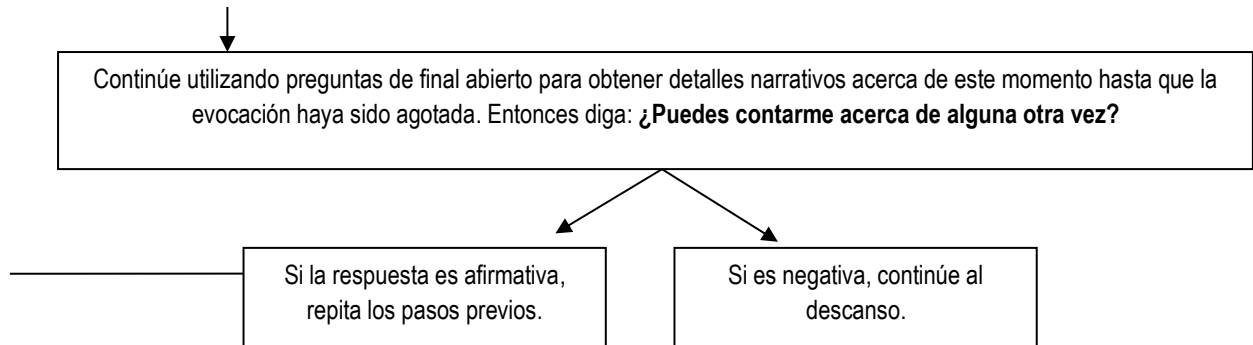 Continúe utilizando preguntas de final abierto para obtener detalles narrativos acerca de este momento hasta que la
evocación haya sido agotada. Entonces diga: ¿Puedes contarme acerca de alguna otra vez?
Si la respuesta es afirmativa,
repita los pasos previos.
Si es negativa, continúe al
descanso.